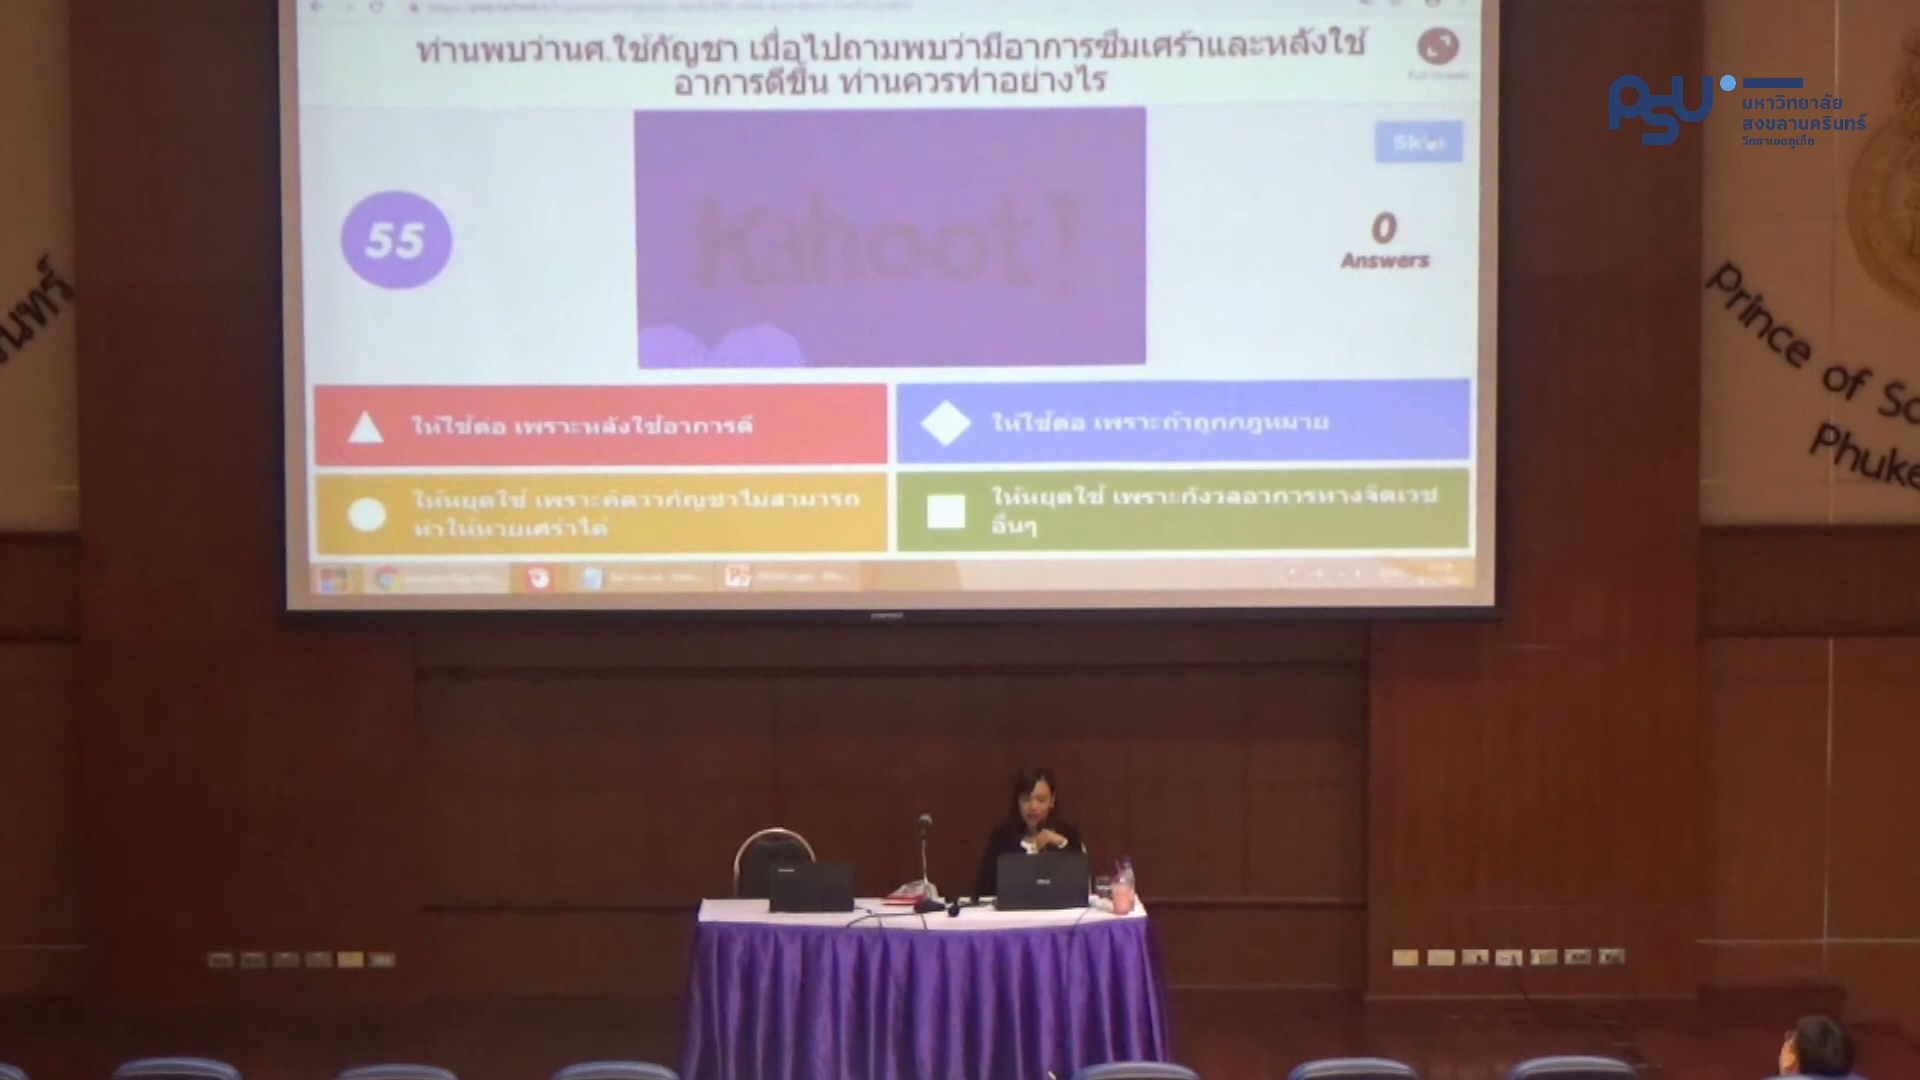 ท่านพบว่านศ.ใช้กัญชา เมื่อไปถามพบว่ามีอาการซึมเศร้าและหลังใช้
อาการดีขึ้น ท่านควรทำอย่างไร
PSU
มหาวิทยาลัย
สงขลานครินทร์
วิทยาเขตภูเก็ต
Skip
55
Kahoot!
0
Answers
Prince of So
Phuke
ให้ใช้ต่อ เพราะหลังใช้อาการดี
ให้ใช้ต่อ เพราะถ้าถูกกฎหมาย
ให้หยุดใช้ เพราะคิดว่ากัญชาไม่สามารถ
ทำให้หายเศร้าได้
ให้หยุดใช้ เพราะกังวลอาการทางจิตเวช
อื่นๆ